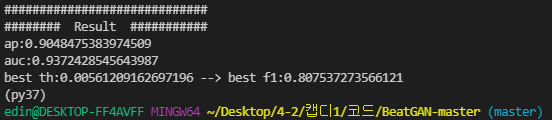 #############################
######## Result ###########
ap:0.9048475383974509
auc:0.9372428545643987
best th:0.00561209162697196 --> best f1:0.807537273566121
(py37)
edin@DESKTOP-FF4AVFF MINGW64 ~/Desktop/4-2/캡디1/코드/BeatGAN-master (master)